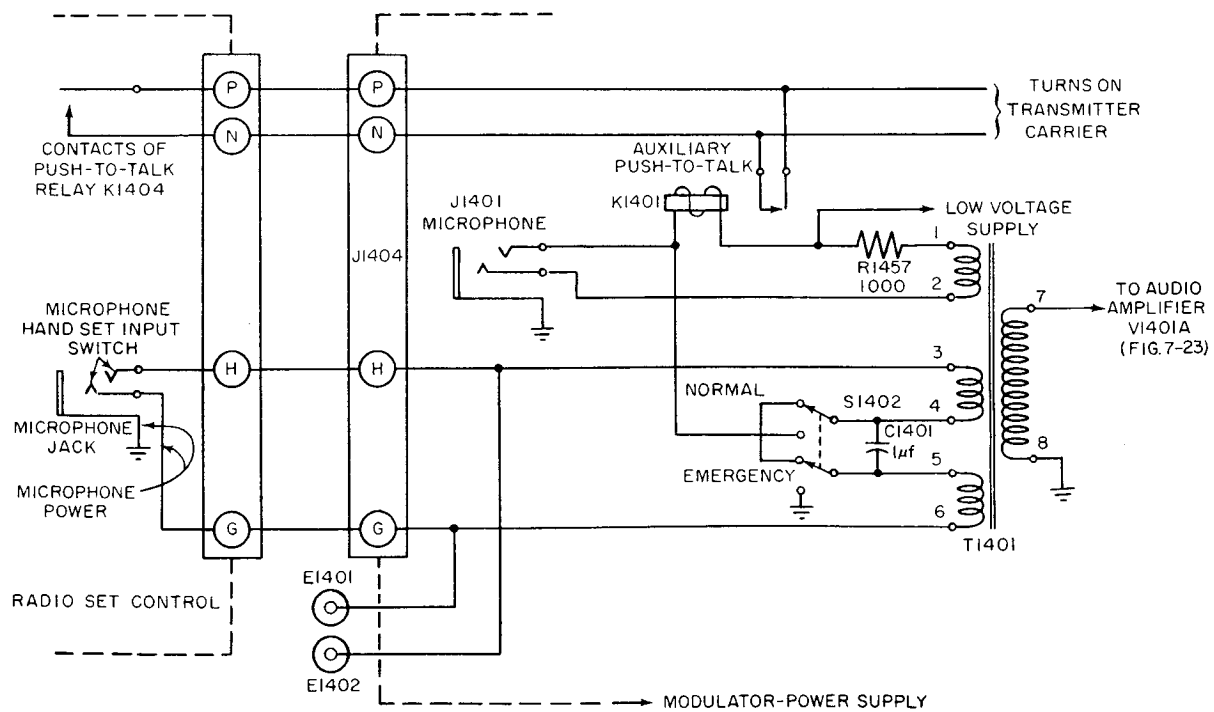 P
P
N
N
CONTACTS OF
PUSH-TO-TALK
RELAY K1404
TURNS ON
TRANSMITTER
CARRIER
AUXILIARY
PUSH-TO-TALK
K1401
J1401
MICROPHONE
J1404
LOW VOLTAGE
SUPPLY
R1457
1000
1
2
7
TO AUDIO
AMPLIFIER
V1401A
(FIG.7-23)
MICROPHONE
HAND SET INPUT
SWITCH
H
H
3
4
NORMAL
S1402
C1401
1μf
EMERGENCY
5
6
8
T1401
MICROPHONE
JACK
MICROPHONE
POWER
G
G
RADIO SET CONTROL
E1401
E1402
MODULATOR-POWER SUPPLY